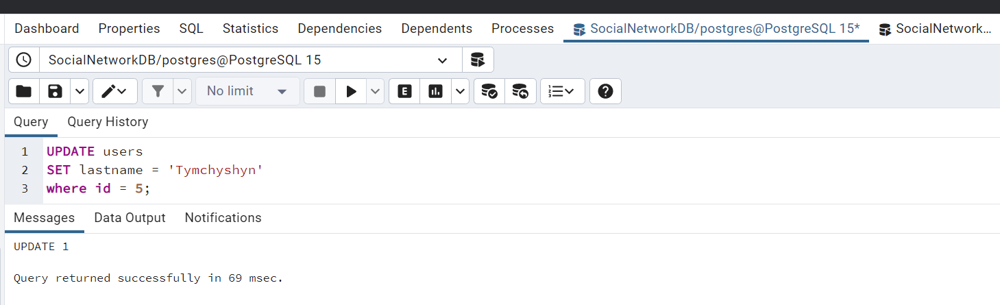 Dashboard Properties SQL Statistics Dependencies Dependents Processes SocialNetworkDB/postgres@PostgreSQL 15* SocialNetwork...
SocialNetworkDB/postgres@PostgreSQL 15
No limit
Query Query History
1 UPDATE users
2 SET lastname = 'Tymchyshyn'
3 where id = 5;
Messages Data Output Notifications
UPDATE 1
Query returned successfully in 69 msec.